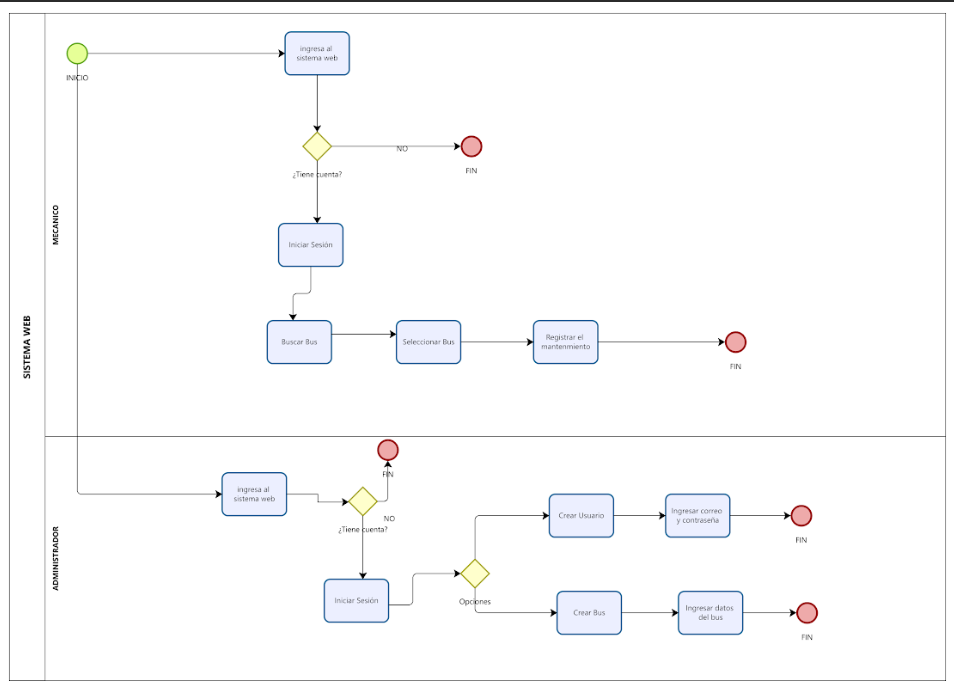 SISTEMA WEB
MECANICO
INICIO
ingresa al
sistema web
¿Tiene cuenta?
NO
FIN
Iniciar Sesión
Buscar Bus
Seleccionar Bus
Registrar el
mantenmiento
FIN
ADMINISTRADOR
ingresa al
sistema web
FIN
NO
¿Tiene cuenta?
Iniciar Sesión
Opciones
Crear Usuario
Ingresar correo
y contraseña
FIN
Crear Bus
Ingresar datos
del bus
FIN